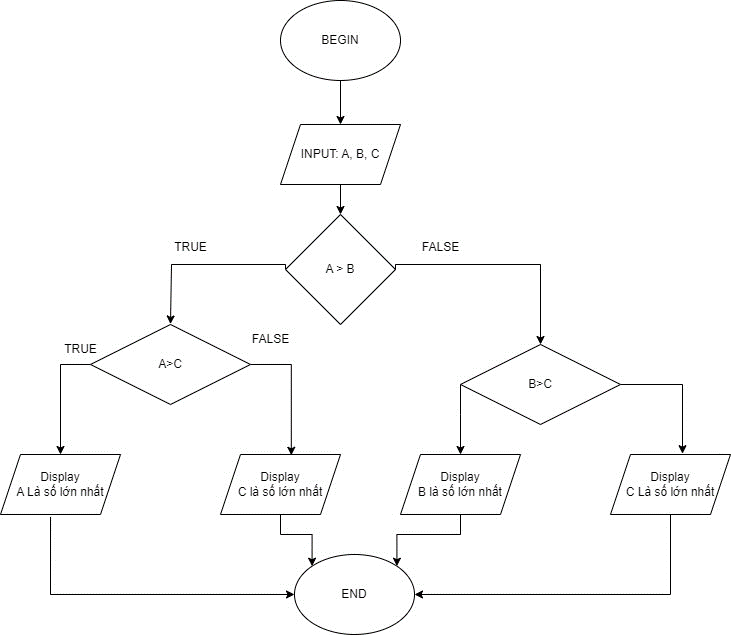 BEGIN
INPUT: A, B, C
TRUE
FALSE
A > B
TRUE
FALSE
A>C
B>C
Display
A Là số lớn nhất
Display
C là số lớn nhất
Display
B là số lớn nhất
Display
C Là số lớn nhất
END